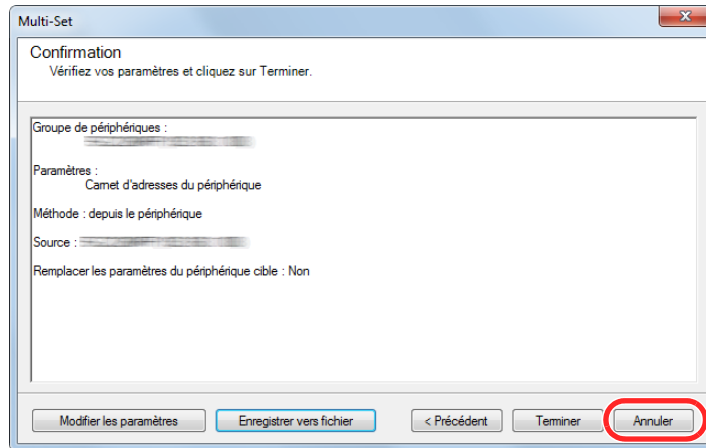 Multi-Set
Confirmation
Vérifiez vos paramètres et cliquez sur Terminer.
Groupe de périphériques :
Paramètres :
Carnet d'adresses du périphérique
Méthode : depuis le périphérique
Source :
Remplacer les paramètres du périphérique cible : Non
Modifier les paramètres Enregistrer vers fichier < Précédent Terminer Annuler